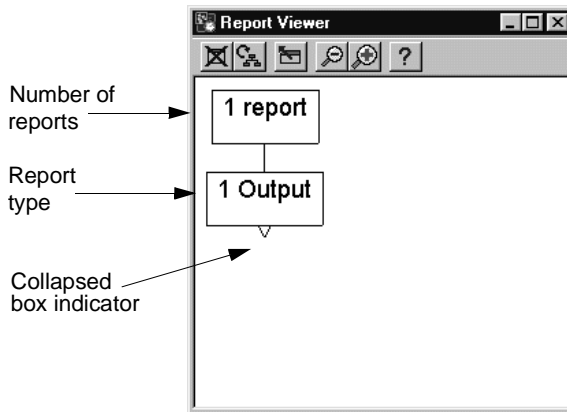 Report Viewer
?
Number of
reports
1 report
Report
type
1 Output
Collapsed
box indicator